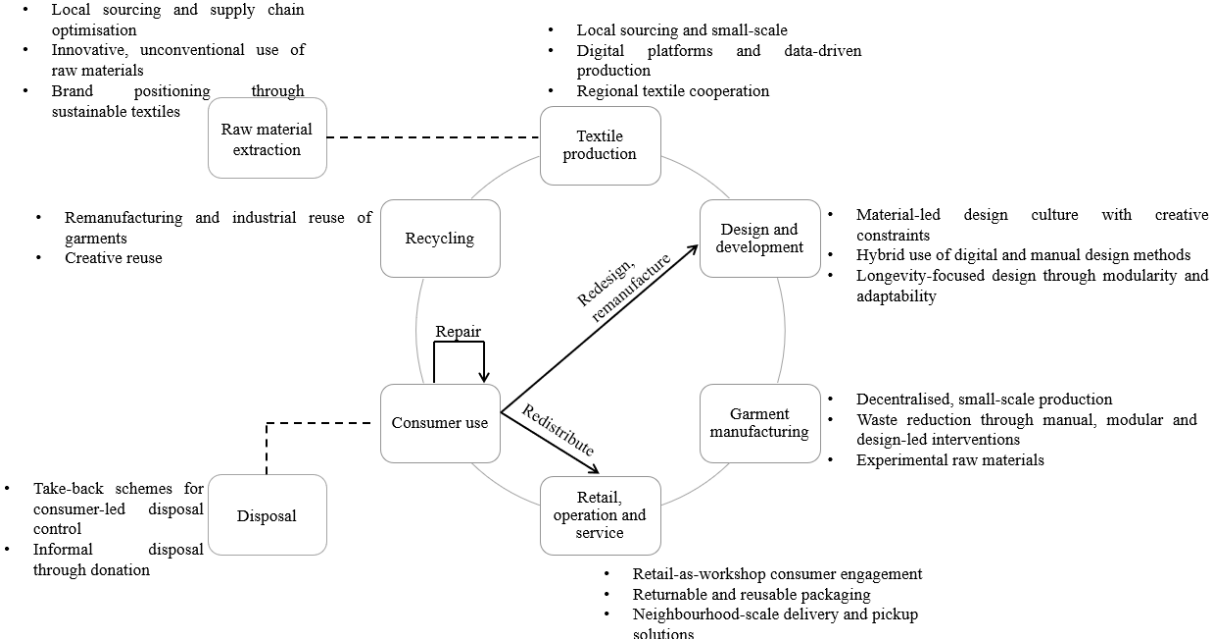 • Local sourcing and supply chain
optimisation
• Innovative, unconventional use of
raw materials
• Brand positioning through
sustainable textiles
• Local sourcing and small-scale
• Digital platforms and data-driven
production
• Regional textile cooperation
Raw material
extraction
Textile
production
• Remanufacturing and industrial reuse of
garments
• Creative reuse
Recycling
Design and
development
• Material-led design culture with creative
constraints
• Hybrid use of digital and manual design methods
• Longevity-focused design through modularity and
adaptability
Redesign,
remanufacture
Repair
Consumer use
Redistribute
Garment
manufacturing
• Decentralised, small-scale production
• Waste reduction through manual, modular and
design-led interventions
• Experimental raw materials
• Take-back schemes for
consumer-led disposal
control
• Informal disposal
through donation
Disposal
Retail,
operation and
service
• Retail-as-workshop consumer engagement
• Returnable and reusable packaging
• Neighbourhood-scale delivery and pickup
solutions